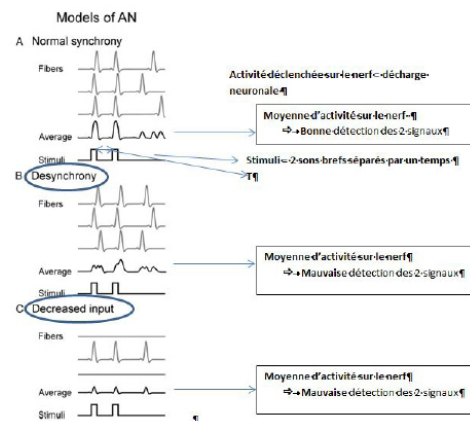 Models of AN
A Normal synchrony
Fibers
Activité déclenchée sur le nerf = décharge
neuronale¶
Moyenne d'activité sur le nerf¶
⇨→Bonne détection des 2 signaux¶
Average
Stimuli
Stimuli = 2 sons brefs séparés par un temps
T¶
B Desynchrony
Fibers
Moyenne d'activité sur le nerf¶
⇨→Mauvaise détection des 2 signaux¶
Average
Stimuli
C Decreased input
Fibers
Moyenne d'activité sur le nerf¶
⇨→Mauvaise détection des 2 signaux¶
Average
Stimuli
¶